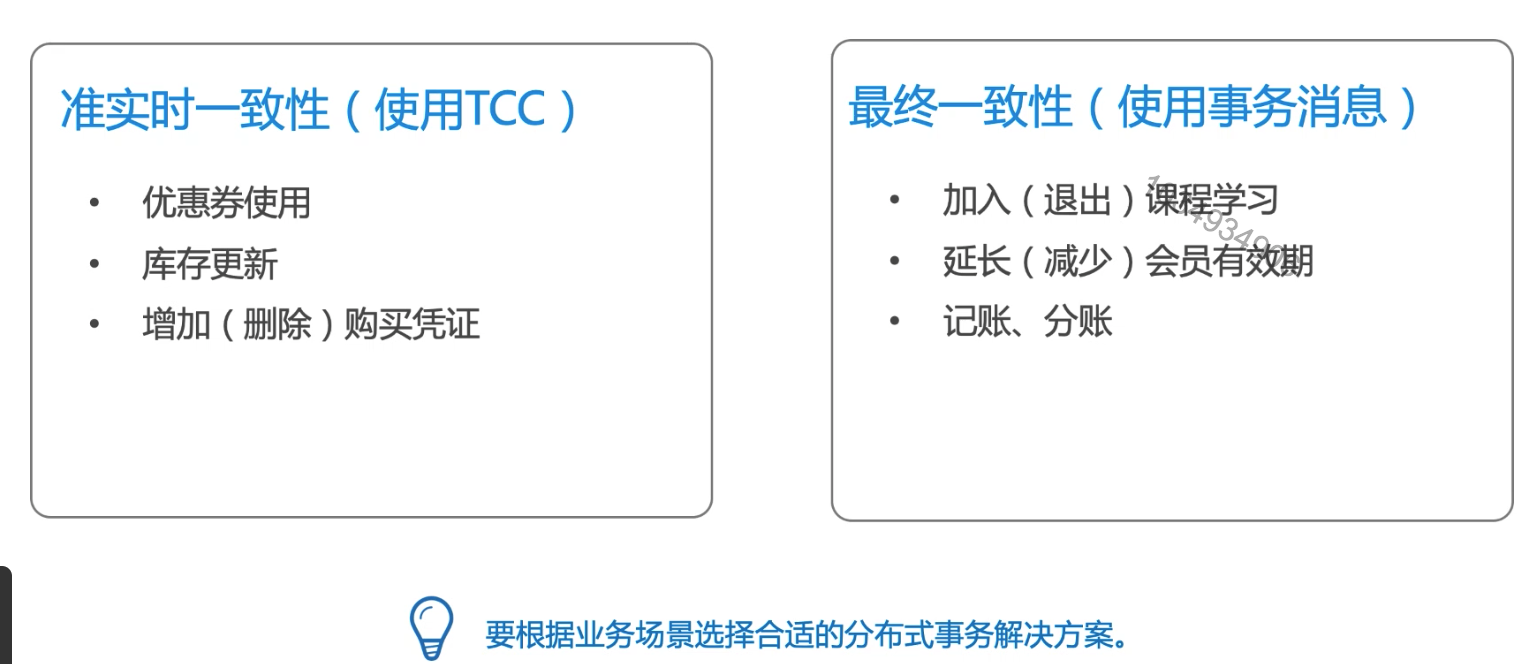 准实时一致性（使用TCC）
• 优惠券使用
• 库存更新
• 增加（删除）购买凭证
最终一致性（使用事务消息）
• 加入（退出）课程学习
• 延长（减少）会员有效期
• 记账、分账
要根据业务场景选择合适的分布式事务解决方案。